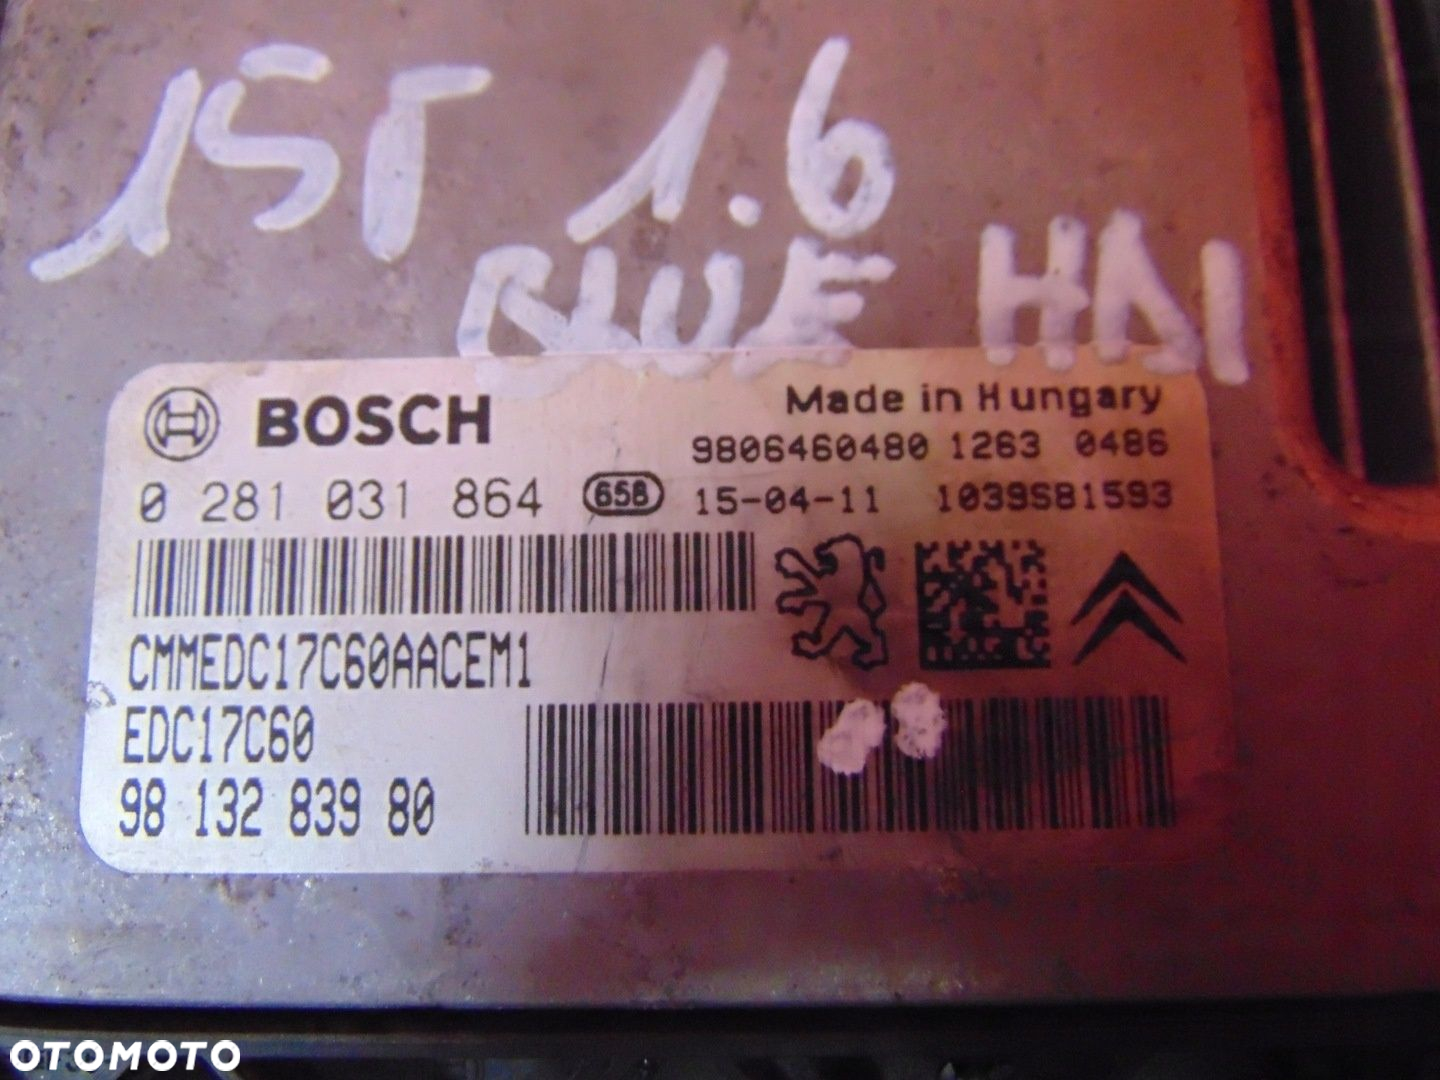 15r 1.6
BLUE HDI
BOSCH
Made in Hungary
9806460480 1263 0486
0 281 031 864 658 15-04-11 1039S81593
CMMEDC17C60AACEM1
EDC17C60
98 132 839 80
OTOMOTO